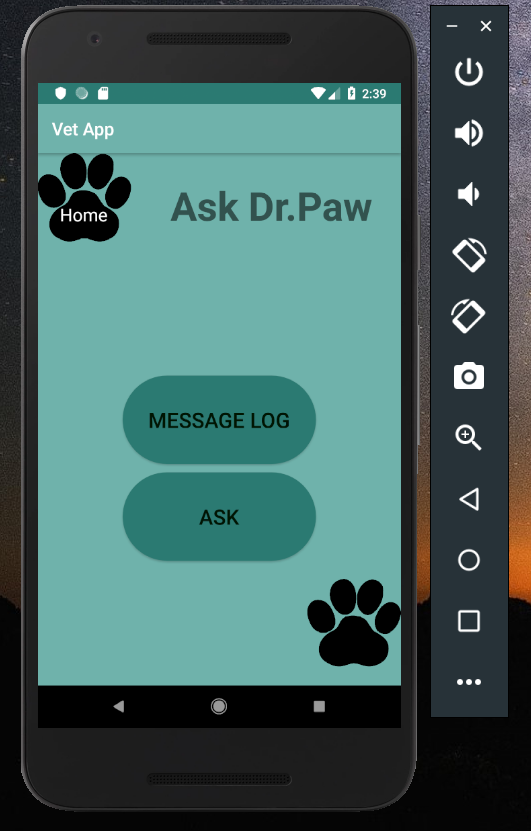 2:39
Vet App
Home
Ask Dr.Paw
MESSAGE LOG
ASK